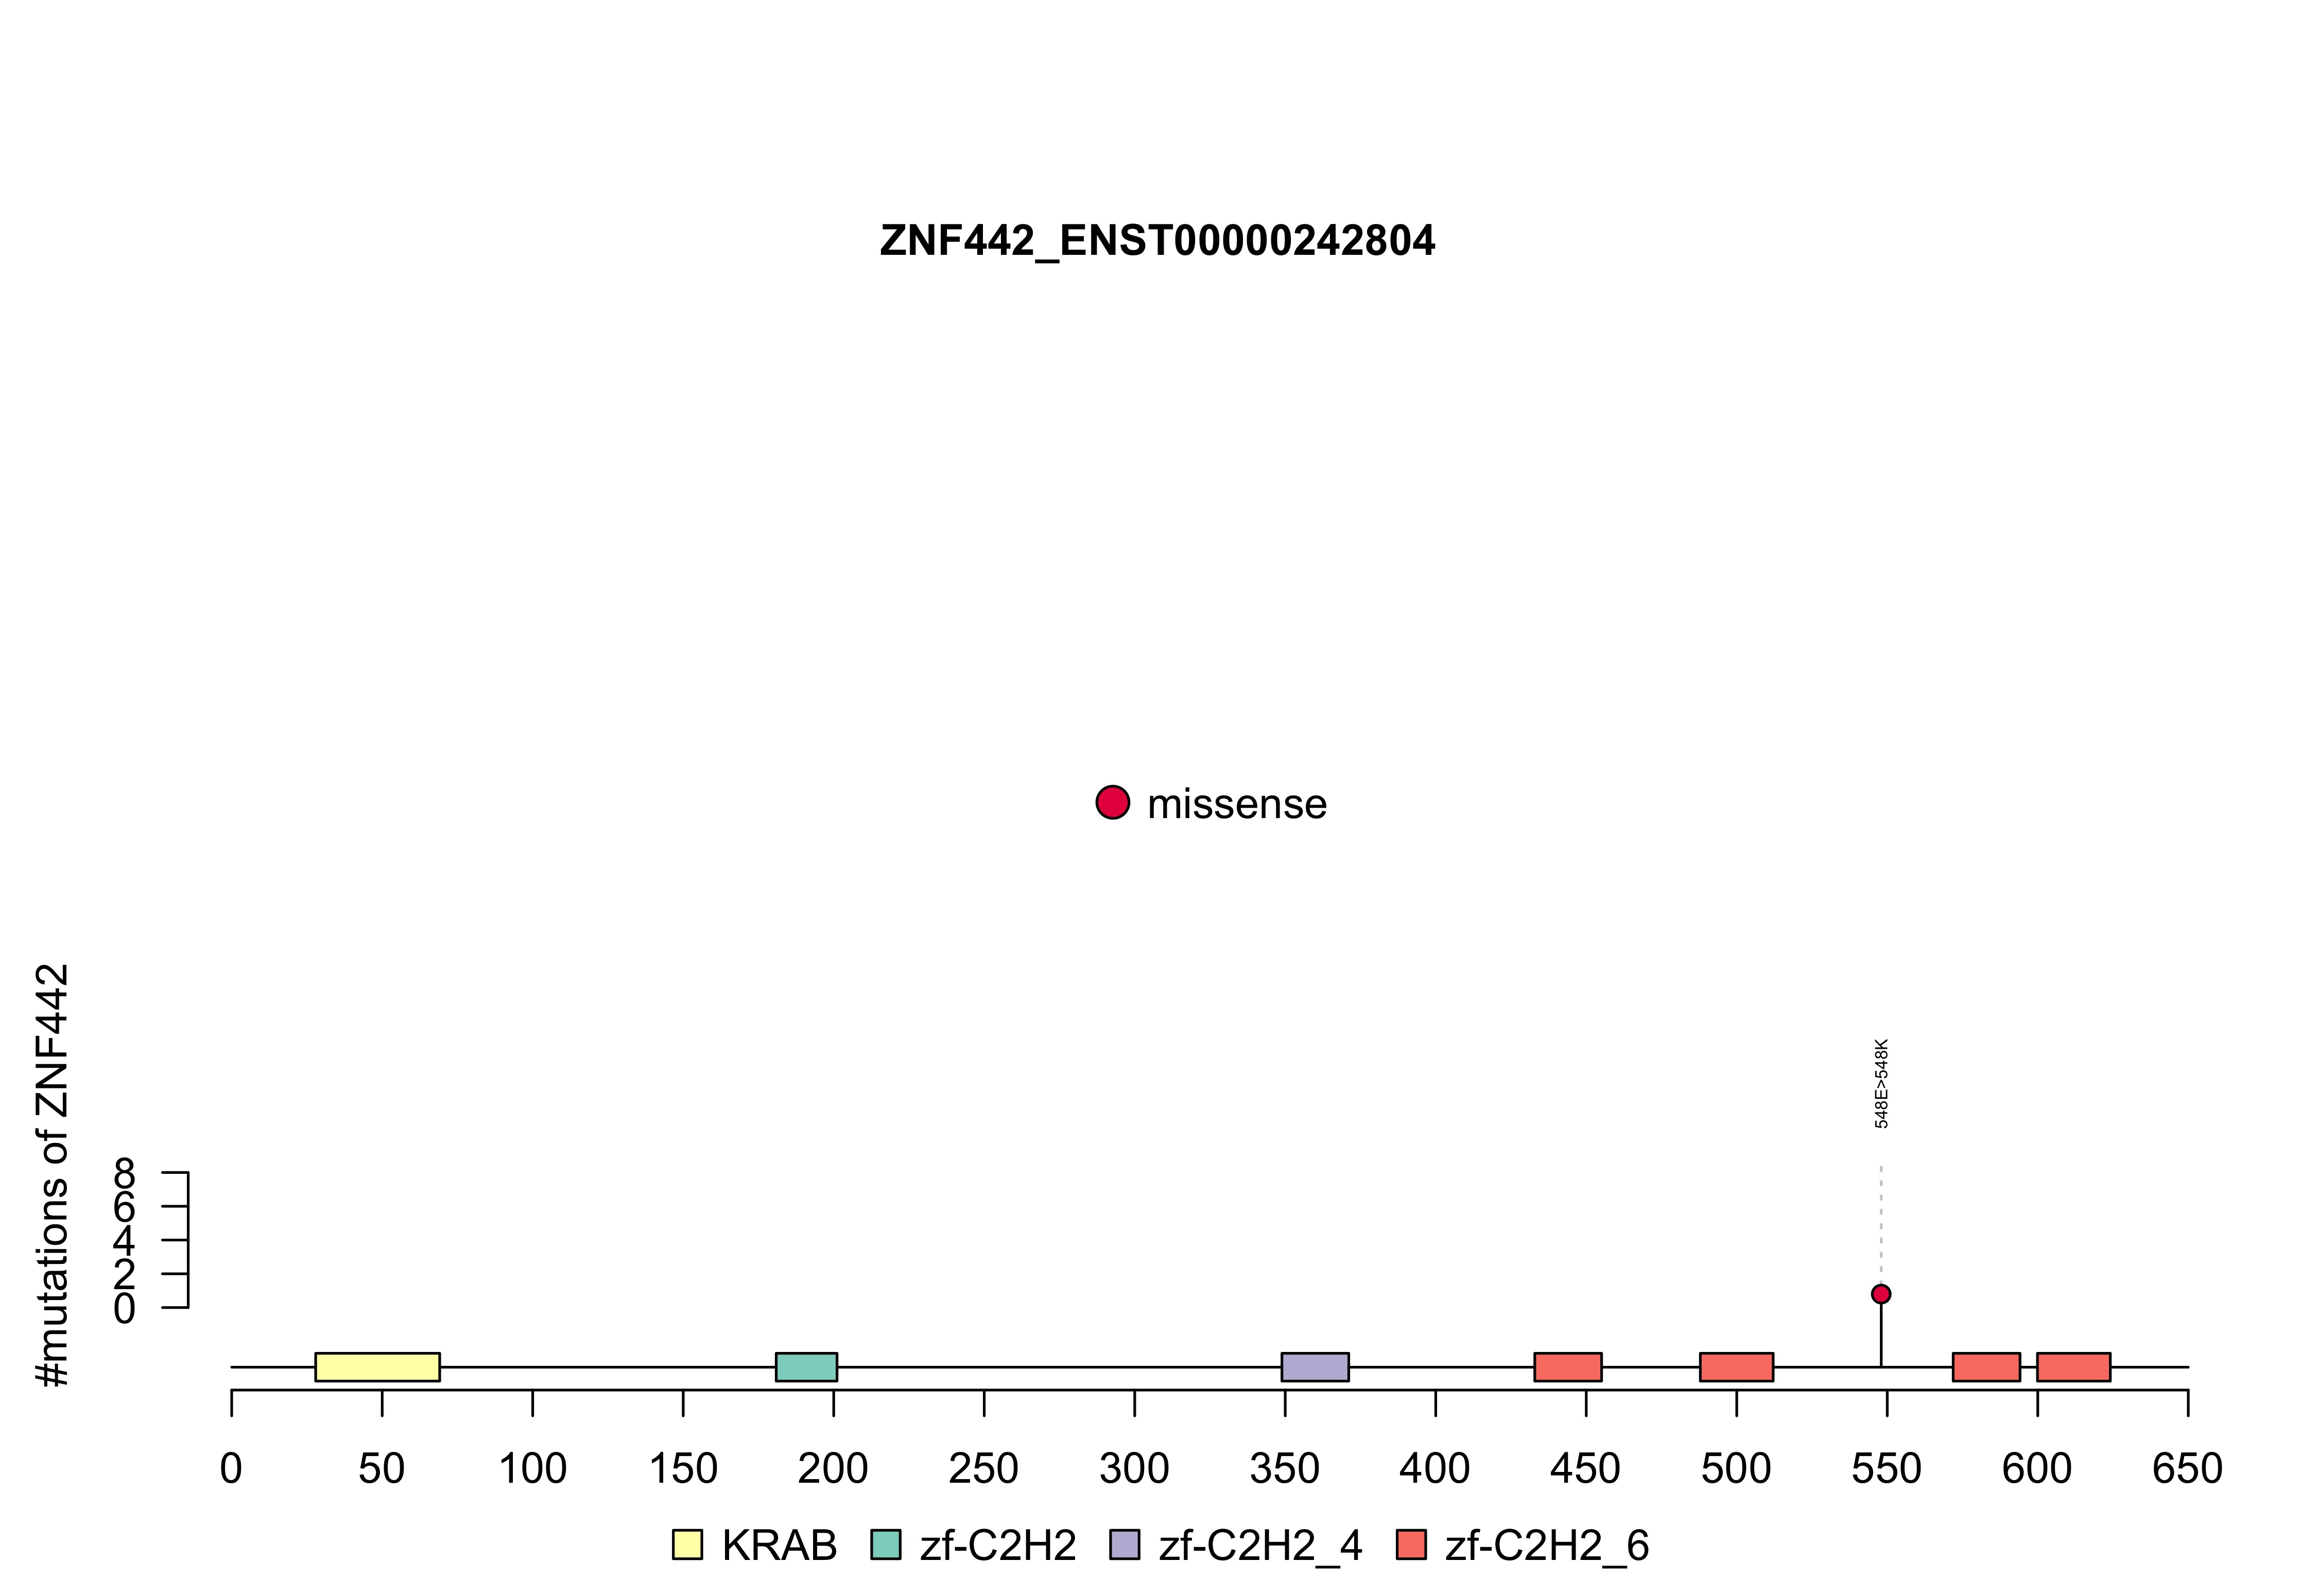 ZNF442_ENST00000242804
missense
#mutations of ZNF442
548E>548K
8
6
4
2
0
0 50 100 150 200 250 300 350 400 450 500 550 600 650
KRAB zf-C2H2 zf-C2H2_4 zf-C2H2_6